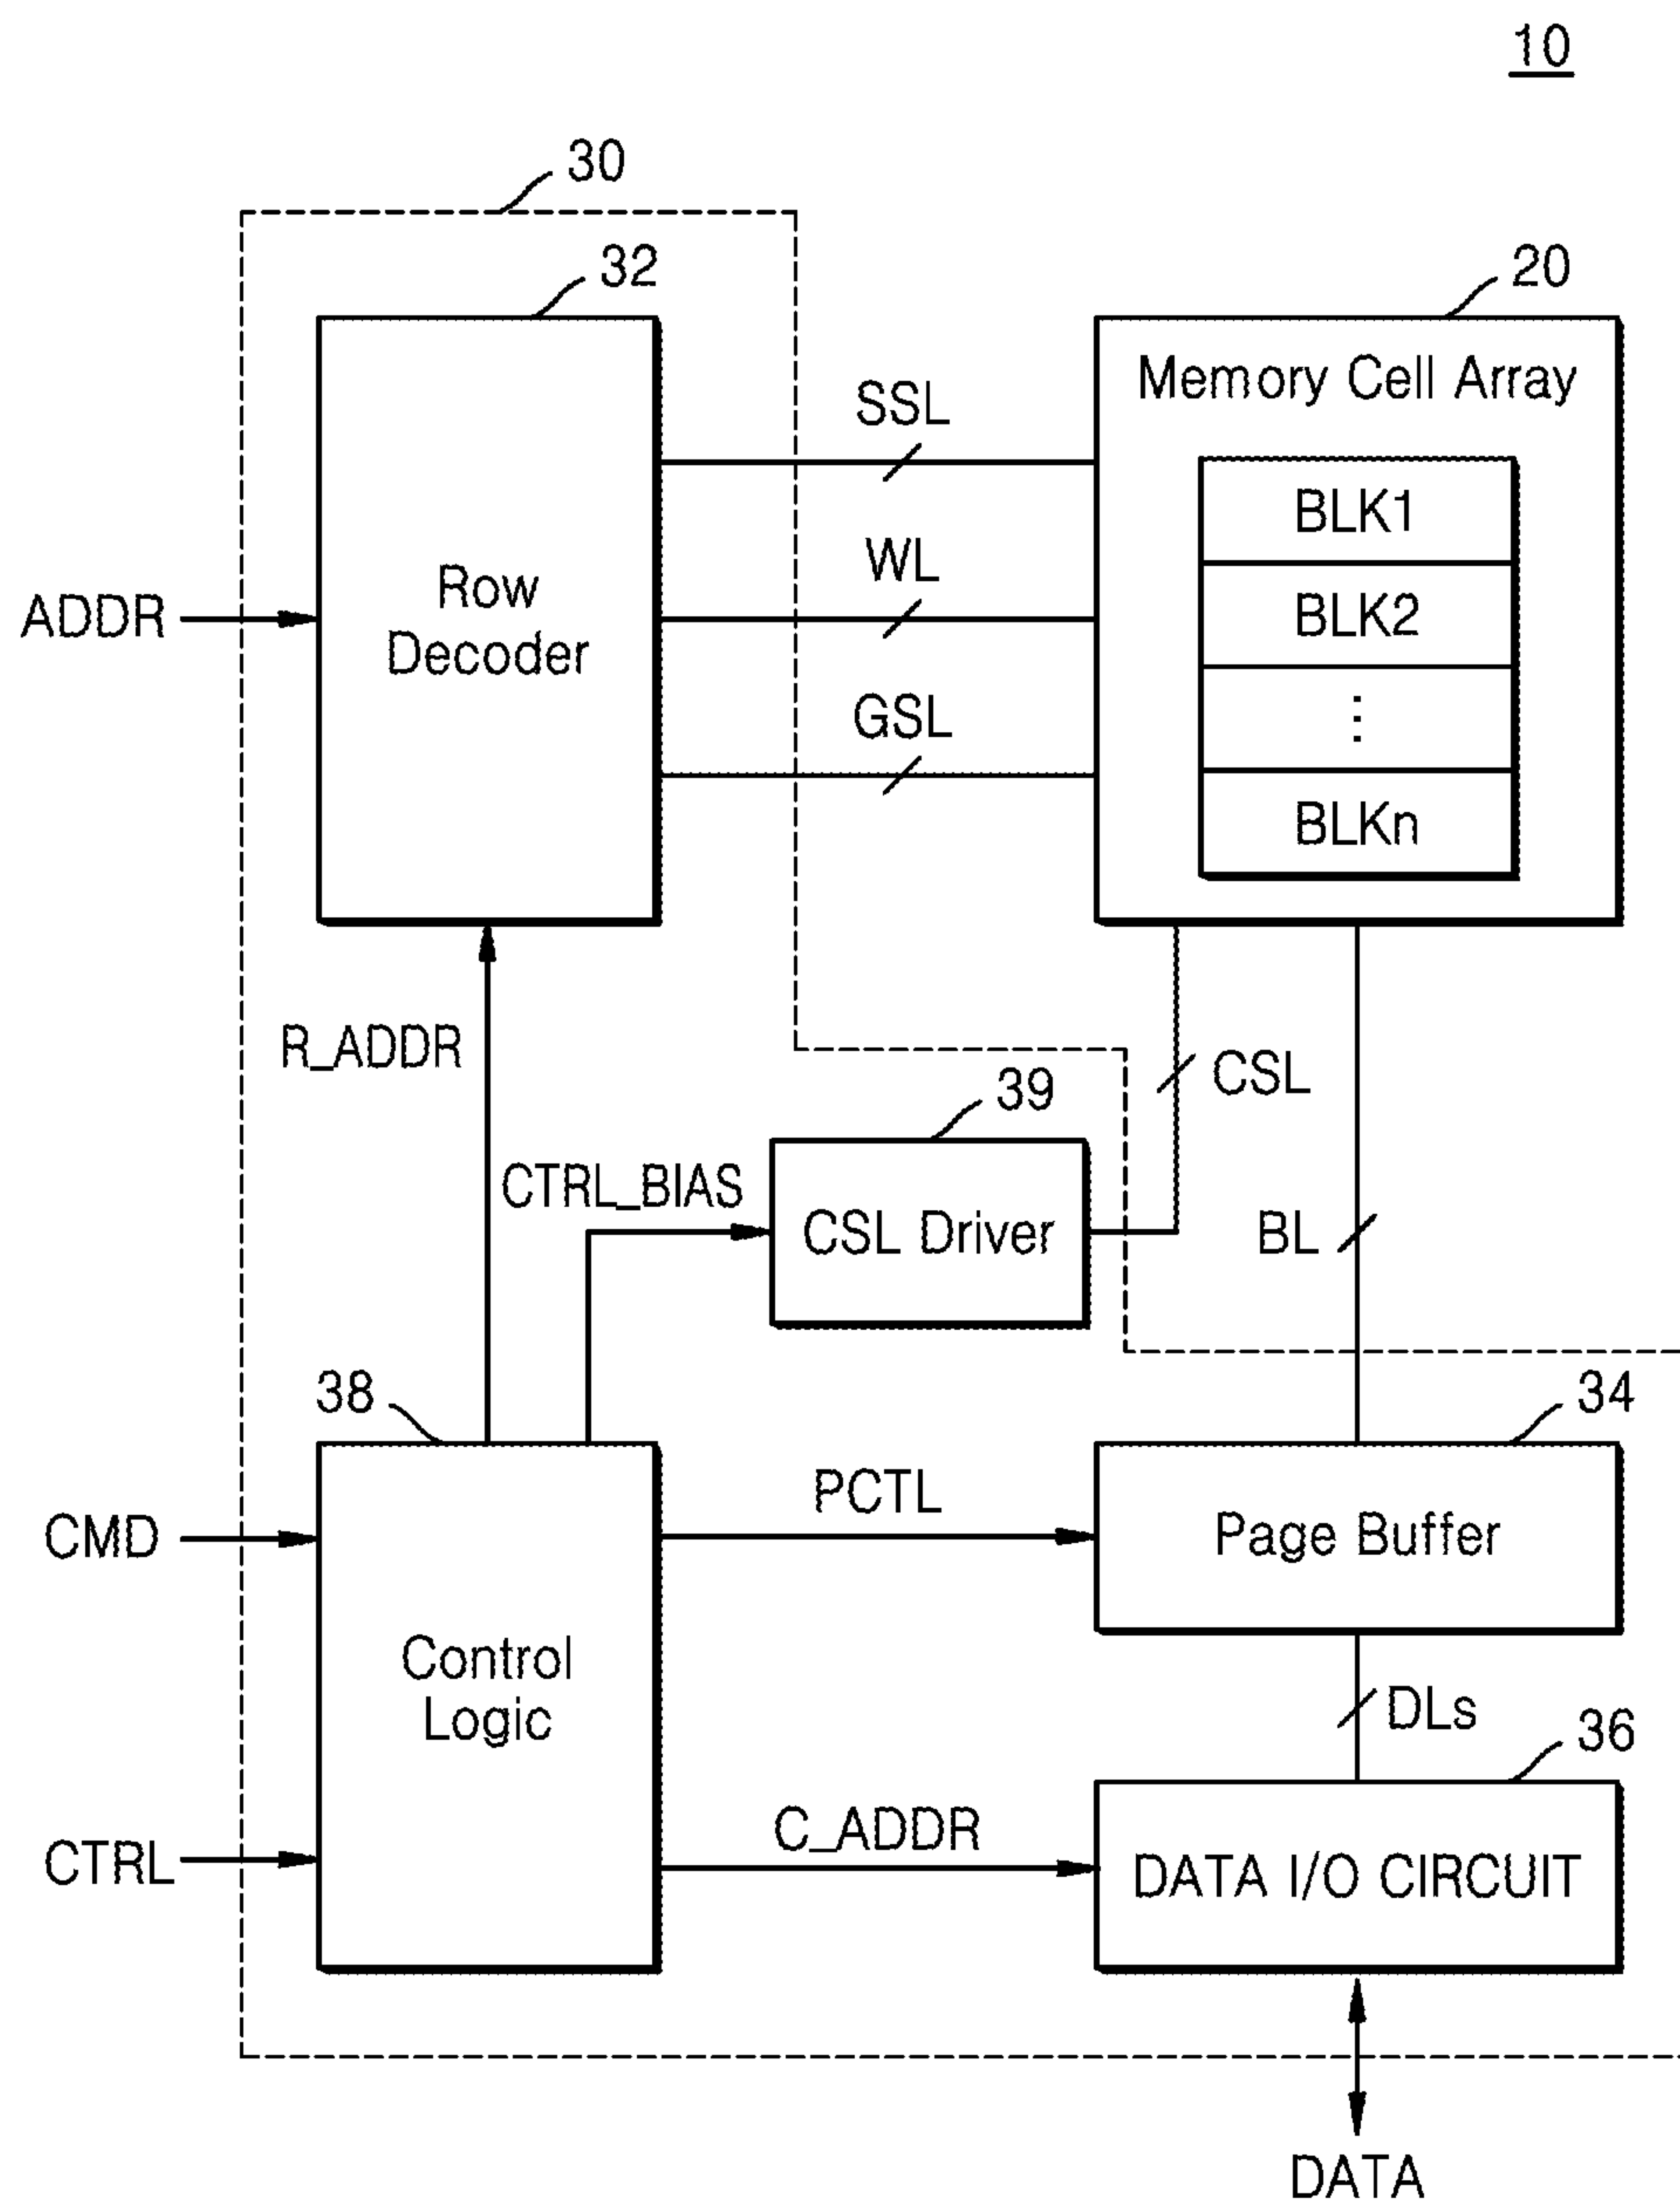 10
30
32
20
Memory Cell Array
SSL
BLK1
WL
BLK2
ADDR
Row
Decoder
GSL
⋮
BLKn
R_ADDR
CSL
39
CTRL_BIAS
CSL Driver
BL
38
34
PCTL
CMD
Page Buffer
Control
Logic
DLs
36
C_ADDR
CTRL
DATA I/O CIRCUIT
DATA